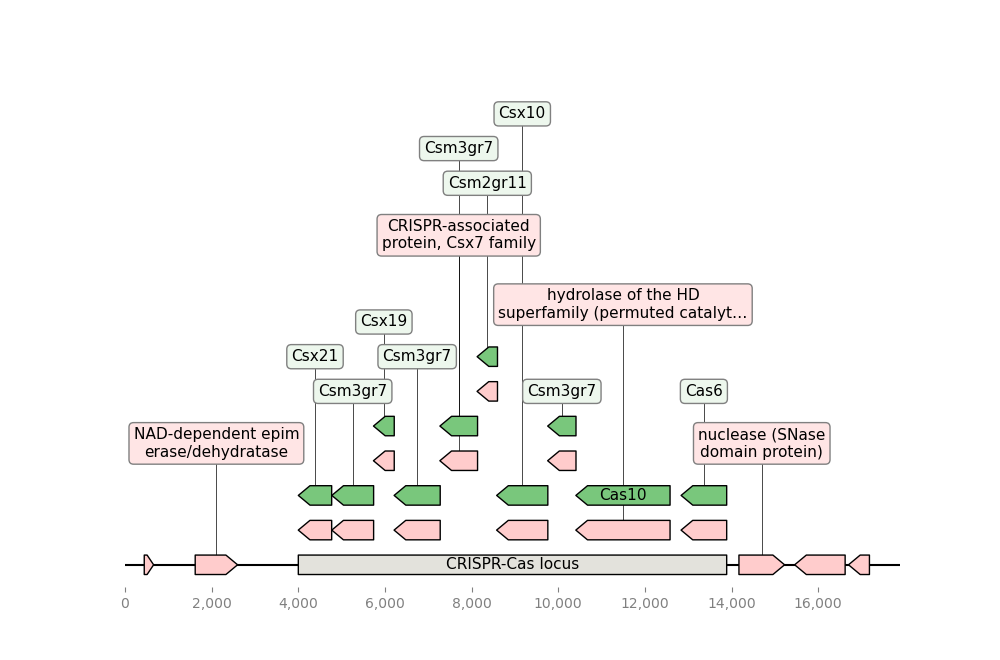 Csx10
Csm3gr7
Csm2gr11
CRISPR-associated
protein, Csx7 family
hydrolase of the HD
superfamily (permuted catalyt…
Csx19
Csx21
Csm3gr7
Csm3gr7
Csm3gr7
Cas6
NAD-dependent epim
erase/dehydratase
nuclease (SNase
domain protein)
Cas10
CRISPR-Cas locus
0
2,000
4,000
6,000
8,000
10,000
12,000
14,000
16,000